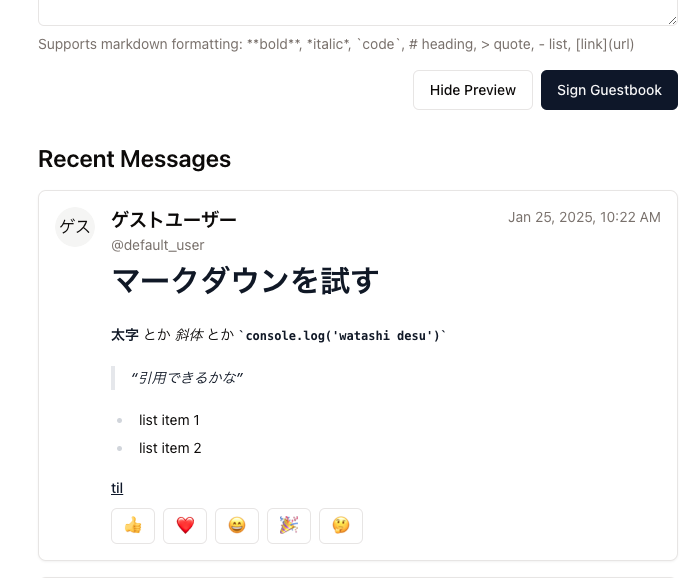 Supports markdown formatting: **bold**, *italic*, `code`, # heading, > quote, - list, [link](url)
Hide Preview
Sign Guestbook
Recent Messages
ゲス
ゲストユーザー
Jan 25, 2025, 10:22 AM
@default_user
マークダウンを試す
太字 とか 斜体 とか `console.log('watashi desu')`
“引用できるかな”
list item 1
list item 2
til